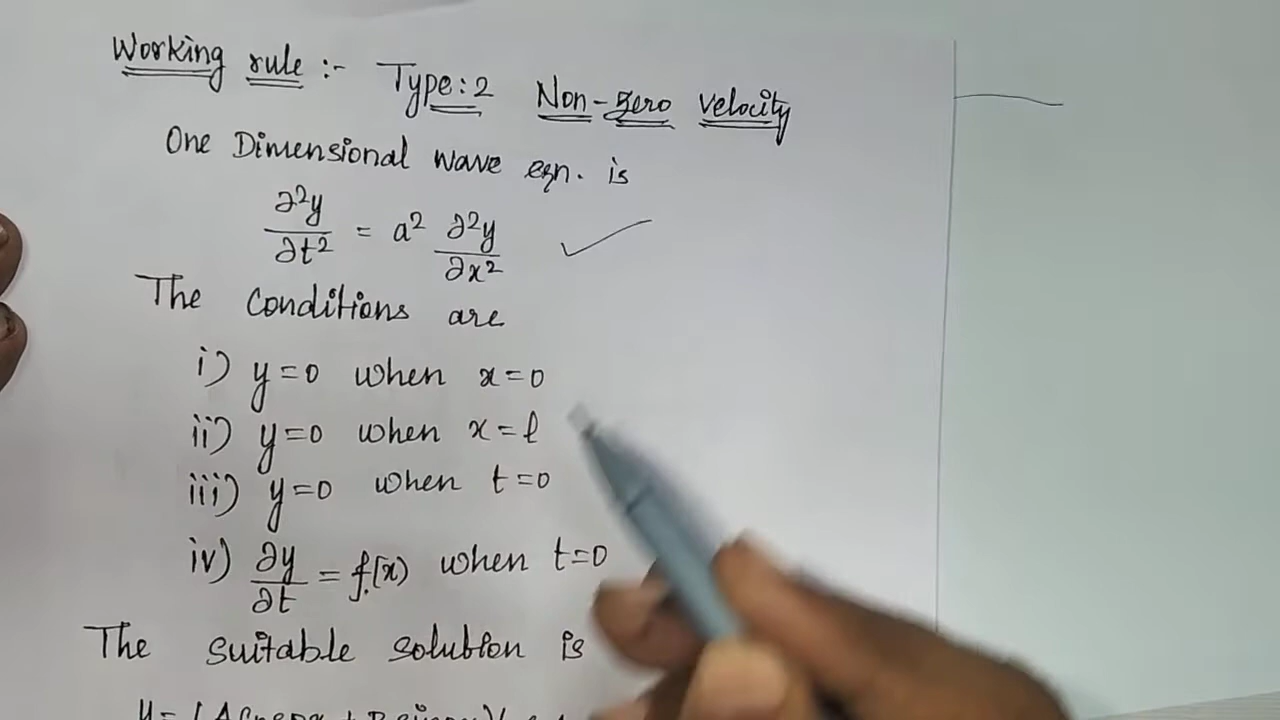 Working rule :- Type: 2 Non-zero velocity
One Dimensional wave eqn. is
∂²y/∂t² = a² ∂²y/∂x² ✓
The Conditions are
i) y=0 when x=0
ii) y=0 when x=l
iii) y=0 when t=0
iv) ∂y/∂t = f(x) when t=0
The suitable solution is
y=